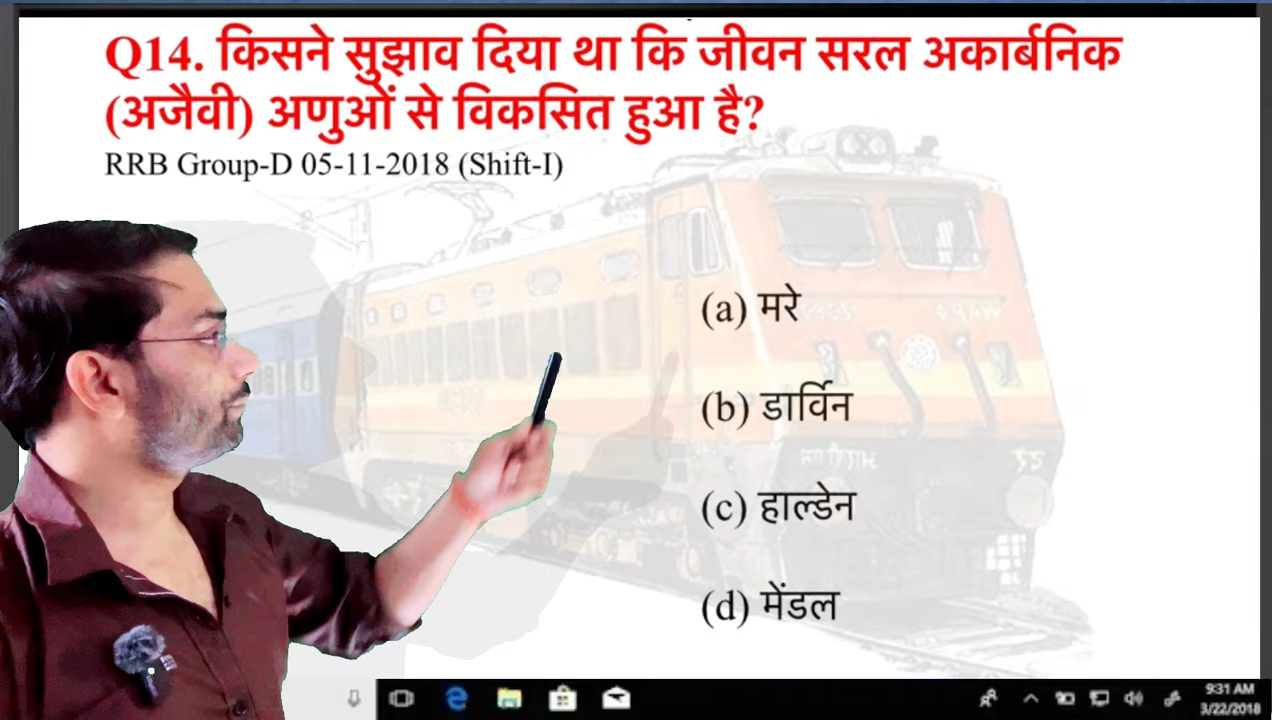 Q14. किसने सुझाव दिया था कि जीवन सरल अकार्बनिक
(अजैवी) अणुओं से विकसित हुआ है?
RRB Group-D 05-11-2018 (Shift-I)
(a) मरे
(b) डार्विन
(c) हाल्डेन
(d) मेंडल
9:31 AM
3/22/2018